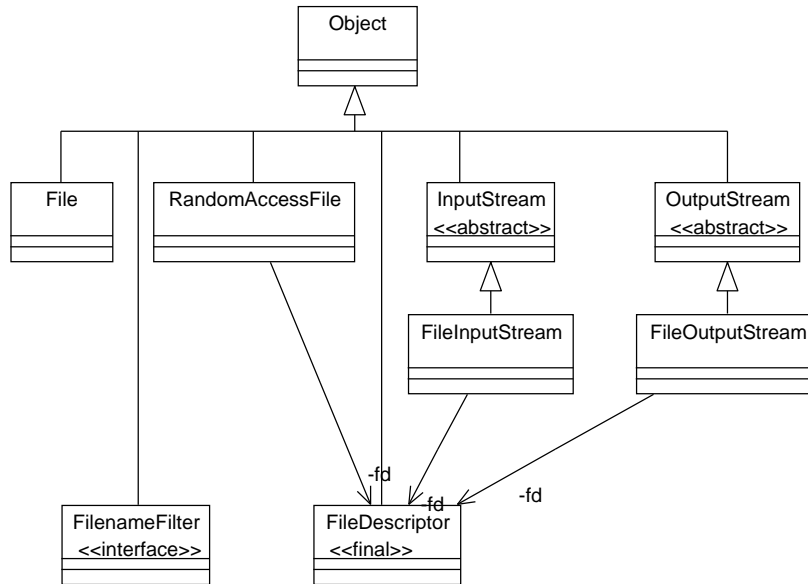 Object
File
RandomAccessFile
InputStream
<<abstract>>
OutputStream
<<abstract>>
FileInputStream
FileOutputStream
-fd
-fd
-fd
FilenameFilter
<<interface>>
FileDescriptor
<<final>>